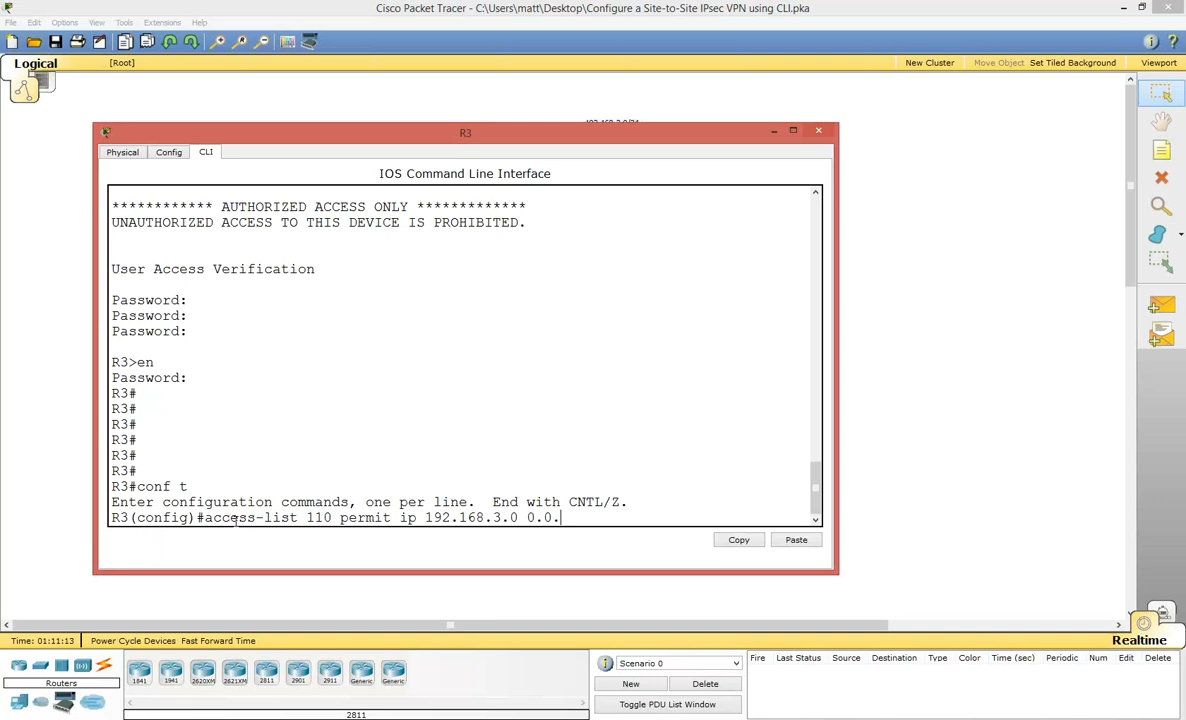 Cisco Packet Tracer - C:\Users\matt\Desktop\Configure a Site-to-Site IPsec VPN using CLI.pka
File Edit Options View Tools Extensions Help
Logical [Root] New Cluster Move Object Set Tiled Background Viewport
R3
Physical Config CLI
IOS Command Line Interface
************ AUTHORIZED ACCESS ONLY *************
UNAUTHORIZED ACCESS TO THIS DEVICE IS PROHIBITED.
User Access Verification
Password:
Password:
Password:
R3>en
Password:
R3#
R3#
R3#
R3#
R3#
R3#
R3#conf t
Enter configuration commands, one per line.  End with CNTL/Z.
R3(config)#access-list 110 permit ip 192.168.3.0 0.0.
Copy Paste
Realtime
Time: 01:11:13 Power Cycle Devices Fast Forward Time
Routers
1841 1941 2620XM 2621XM 2811 2901 2911 Generic Generic
2811
Scenario 0
New Delete
Toggle PDU List Window
Fire Last Status Source Destination Type Color Time (sec) Periodic Num Edit Delete